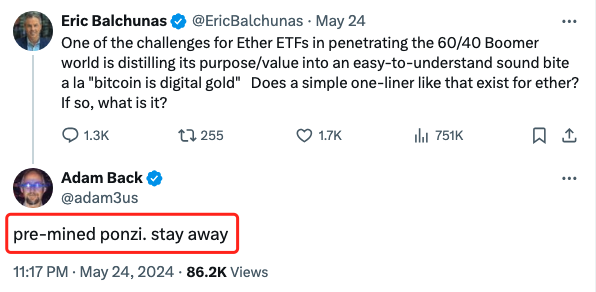 Eric Balchunas @EricBalchunas · May 24
One of the challenges for Ether ETFs in penetrating the 60/40 Boomer
world is distilling its purpose/value into an easy-to-understand sound bite
a la "bitcoin is digital gold"  Does a simple one-liner like that exist for ether?
If so, what is it?
1.3K 255 1.7K 751K
Adam Back
@adam3us
pre-mined ponzi. stay away
11:17 PM · May 24, 2024 · 86.2K Views